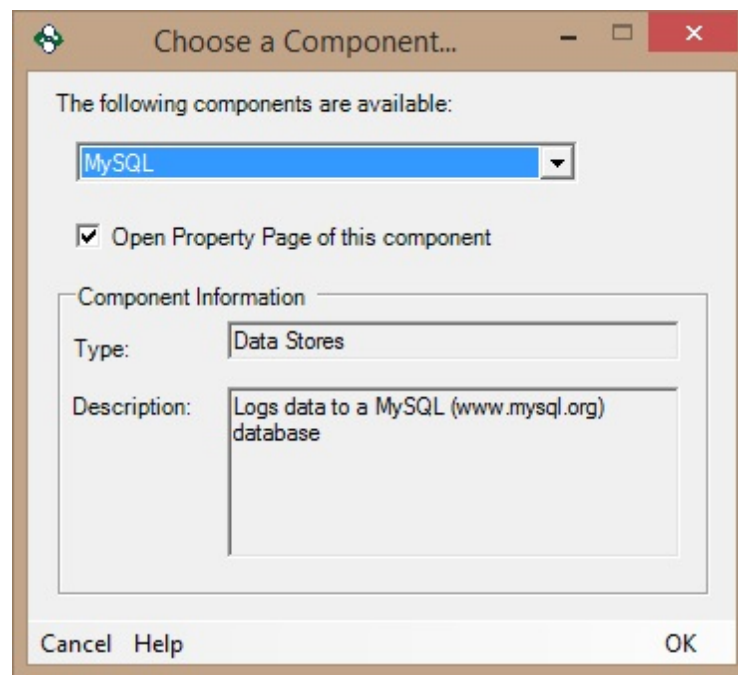 Choose a Component...
The following components are available:
MySQL
Open Property Page of this component
Component Information
Type:
Data Stores
Description:
Logs data to a MySQL (www.mysql.org)
database
Cancel Help OK